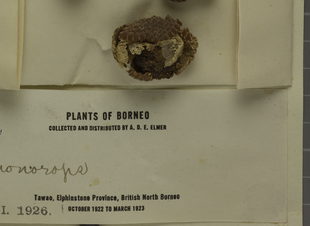 PLANTS OF BORNEO
COLLECTED AND DISTRIBUTED BY A. D. E. ELMER
Tawao, Elphinstone Province, British North Borneo
I. 1926.
OCTOBER 1922 TO MARCH 1923